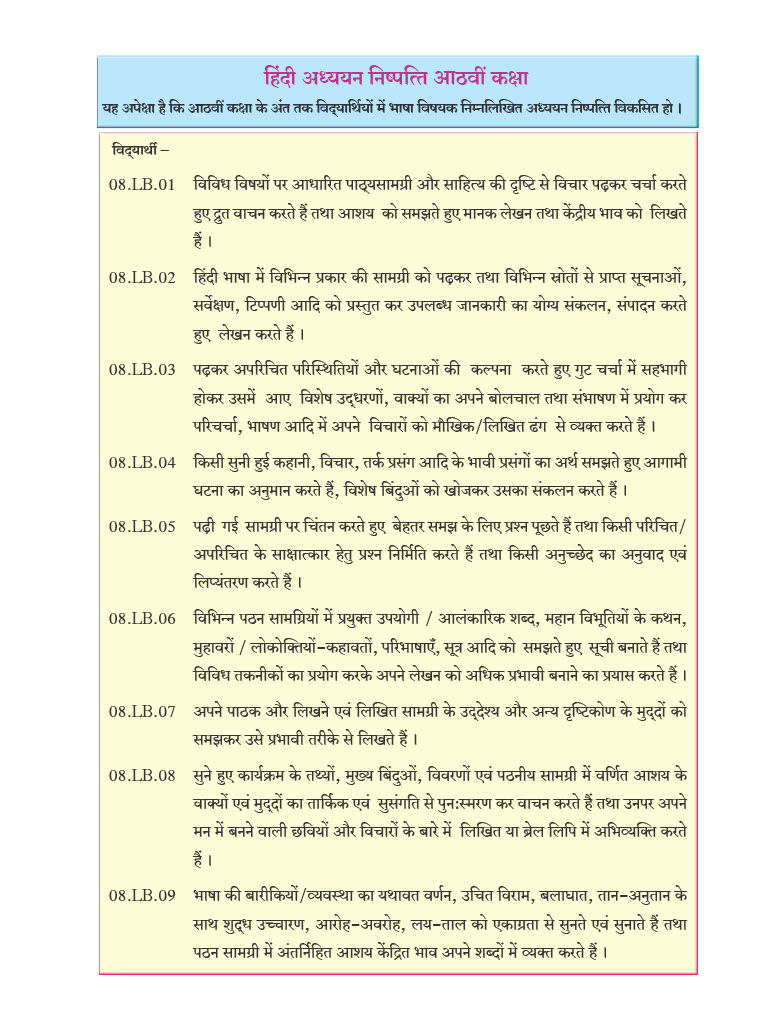 हिंदी अध्ययन निष्पत्ति आठवीं कक्षा
यह अपेक्षा है कि आठवीं कक्षा के अंत तक विद्यार्थियों में भाषा विषयक निम्नलिखित अध्ययन निष्पत्ति विकसित हो ।
विद्यार्थी –
08.LB.01 विविध विषयों पर आधारित पाठ्यसामग्री और साहित्य की दृष्टि से विचार पढ़कर चर्चा करते
हुए द्रुत वाचन करते हैं तथा आशय को समझते हुए मानक लेखन तथा केंद्रीय भाव को लिखते
हैं ।
08.LB.02 हिंदी भाषा में विभिन्न प्रकार की सामग्री को पढ़कर तथा विभिन्न स्रोतों से प्राप्त सूचनाओं,
सर्वेक्षण, टिप्पणी आदि को प्रस्तुत कर उपलब्ध जानकारी का योग्य संकलन, संपादन करते
हुए लेखन करते हैं ।
08.LB.03 पढ़कर अपरिचित परिस्थितियों और घटनाओं की कल्पना करते हुए गुट चर्चा में सहभागी
होकर उसमें आए विशेष उद्धरणों, वाक्यों का अपने बोलचाल तथा संभाषण में प्रयोग कर
परिचर्चा, भाषण आदि में अपने विचारों को मौखिक/लिखित ढंग से व्यक्त करते हैं ।
08.LB.04 किसी सुनी हुई कहानी, विचार, तर्क प्रसंग आदि के भावी प्रसंगों का अर्थ समझते हुए आगामी
घटना का अनुमान करते हैं, विशेष बिंदुओं को खोजकर उसका संकलन करते हैं ।
08.LB.05 पढ़ी गई सामग्री पर चिंतन करते हुए बेहतर समझ के लिए प्रश्न पूछते हैं तथा किसी परिचित/
अपरिचित के साक्षात्कार हेतु प्रश्न निर्मिति करते हैं तथा किसी अनुच्छेद का अनुवाद एवं
लिप्यंतरण करते हैं ।
08.LB.06 विभिन्न पठन सामग्रियों में प्रयुक्त उपयोगी / आलंकारिक शब्द, महान विभूतियों के कथन,
मुहावरों / लोकोक्तियों-कहावतों, परिभाषाएँ, सूत्र आदि को समझते हुए सूची बनाते हैं तथा
विविध तकनीकों का प्रयोग करके अपने लेखन को अधिक प्रभावी बनाने का प्रयास करते हैं ।
08.LB.07 अपने पाठक और लिखने एवं लिखित सामग्री के उद्देश्य और अन्य दृष्टिकोण के मुद्दों को
समझकर उसे प्रभावी तरीके से लिखते हैं ।
08.LB.08 सुने हुए कार्यक्रम के तथ्यों, मुख्य बिंदुओं, विवरणों एवं पठनीय सामग्री में वर्णित आशय के
वाक्यों एवं मुद्दों का तार्किक एवं सुसंगति से पुन:स्मरण कर वाचन करते हैं तथा उनपर अपने
मन में बनने वाली छवियों और विचारों के बारे में लिखित या ब्रेल लिपि में अभिव्यक्ति करते
हैं ।
08.LB.09 भाषा की बारीकियों/व्यवस्था का यथावत वर्णन, उचित विराम, बलाघात, तान-अनुतान के
साथ शुद्ध उच्चारण, आरोह-अवरोह, लय-ताल को एकाग्रता से सुनते एवं सुनाते हैं तथा
पठन सामग्री में अंतर्निहित आशय केंद्रित भाव अपने शब्दों में व्यक्त करते हैं ।